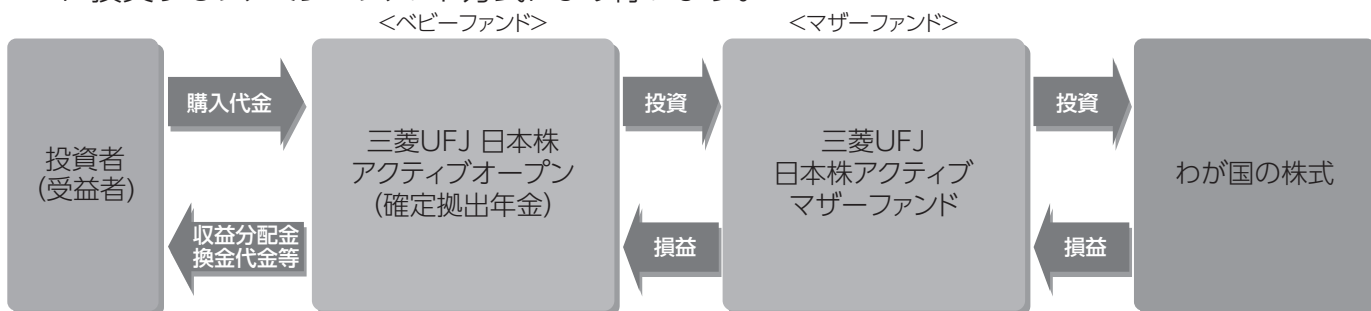 <ベビーファンド>
<マザーファンド>
投資者
(受益者)
購入代金
収益分配金
換金代金等
三菱UFJ 日本株
アクティブオープン
(確定拠出年金)
投資
損益
三菱UFJ
日本株アクティブ
マザーファンド
投資
損益
わが国の株式